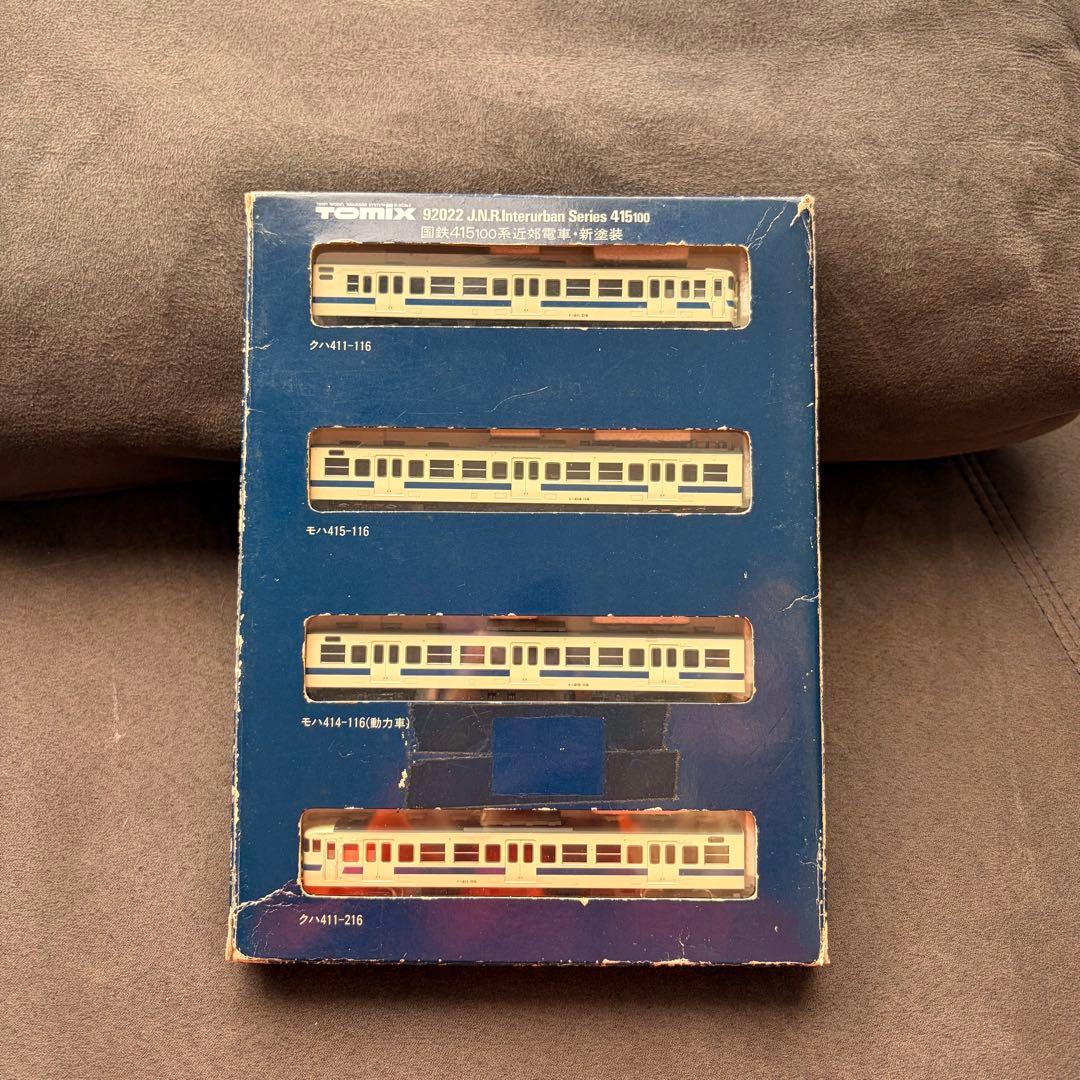 TOMIX 92022 J.N.R.Interurban Series 415100
国鉄415100系近郊電車・新塗装
クハ411-116
モハ415-116
モハ414-116(動力車)
クハ411-216